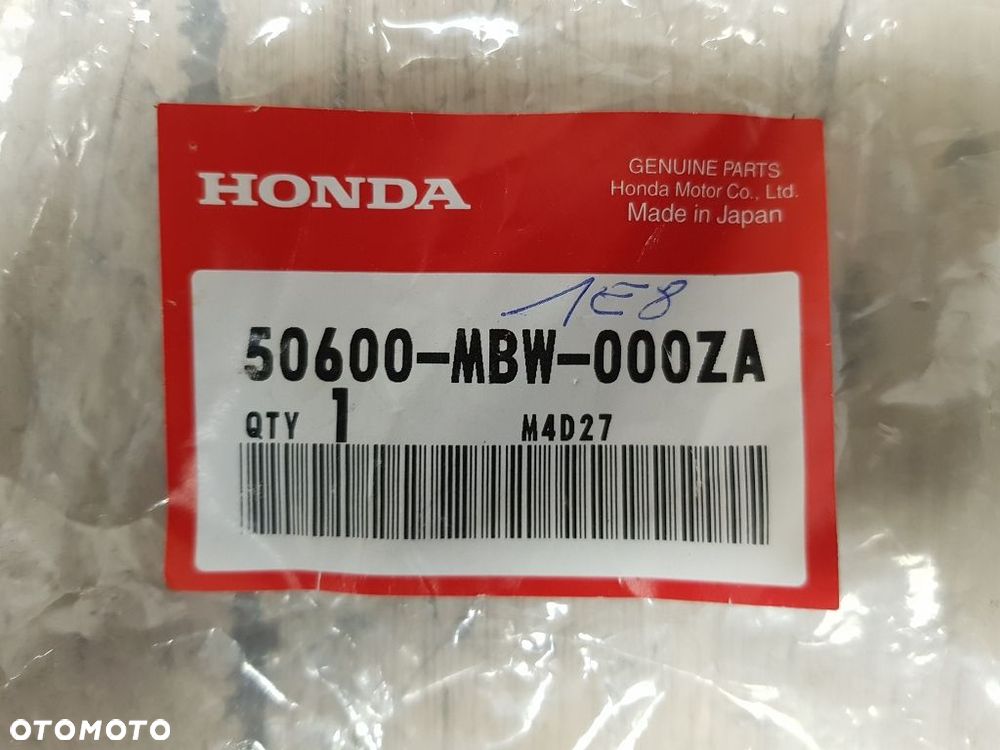 HONDA
GENUINE PARTS
Honda Motor Co., Ltd.
Made in Japan
1E8
50600-MBW-000ZA
QTY 1 M4D27
OTOMOTO